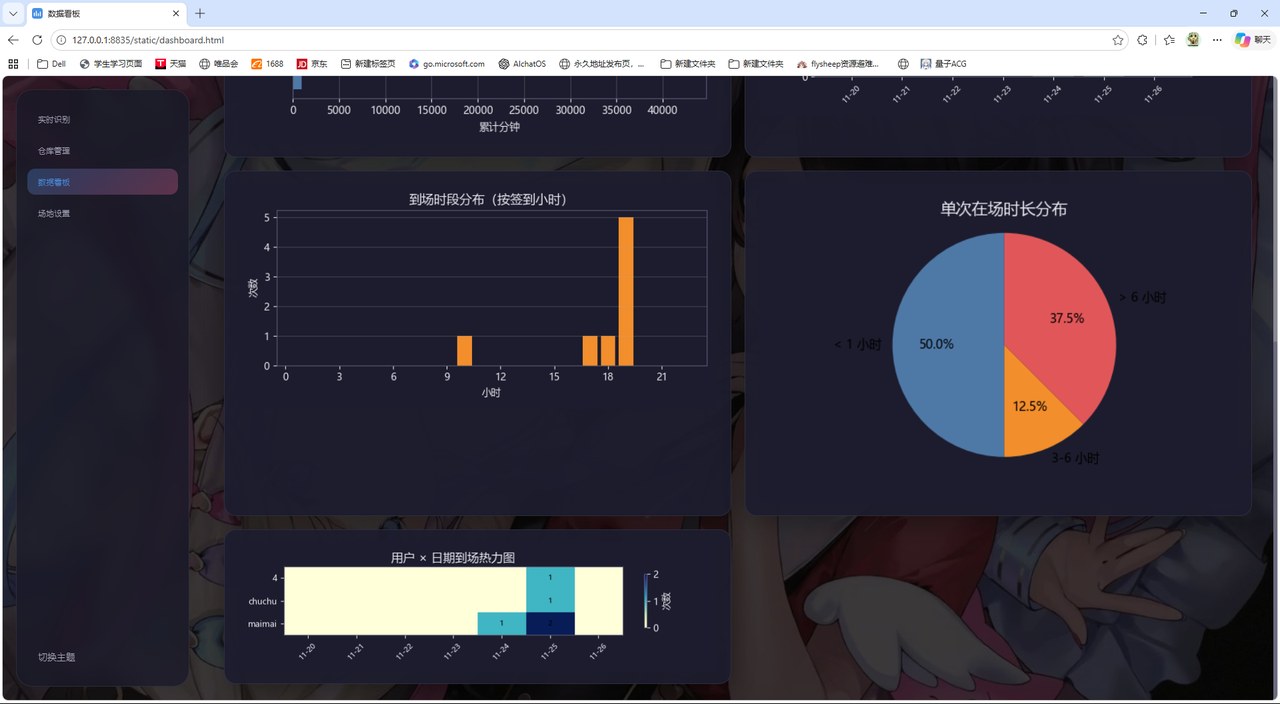 数据看板
127.0.0.1:8835/static/dashboard.html
聊天
Dell
学生学习页面
天猫
唯品会
1688
京东
新建标签页
go.microsoft.com
AIchatOS
永久地址发布页, ...
新建文件夹
新建文件夹
flysheep资源避难...
量子ACG
实时识别
仓库管理
数据看板
场地设置
切换主题
0 5000 10000 15000 20000 25000 30000 35000 40000
累计分钟
0
11-20 11-21 11-22 11-23 11-24 11-25 11-26
到场时段分布（按签到小时）
5
4
3
2
1
0
次数
0 3 6 9 12 15 18 21
小时
单次在场时长分布
> 6 小时
37.5%
< 1 小时
50.0%
12.5%
3-6 小时
用户 × 日期到场热力图
4
chuchu
maimai
1
1
1
2
11-20 11-21 11-22 11-23 11-24 11-25 11-26
2
1
0
次数